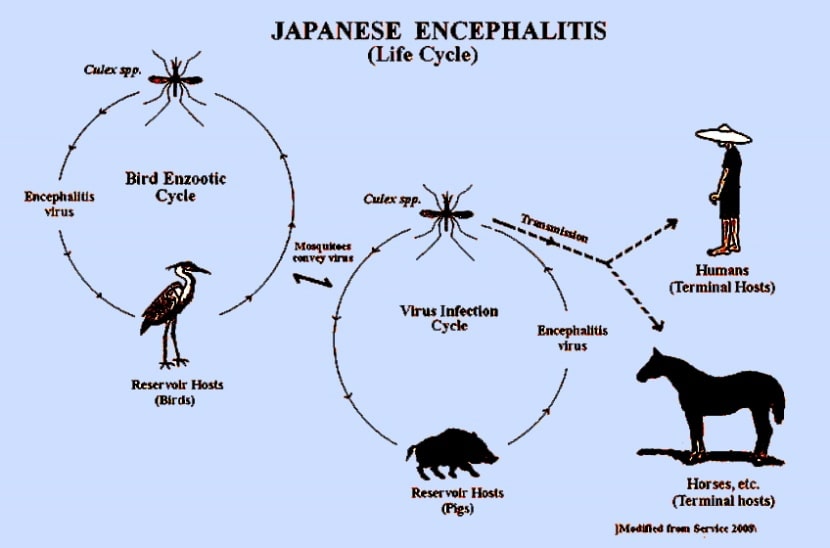 JAPANESE ENCEPHALITIS
(Life Cycle)
Culex spp.
Bird Enzootic
Cycle
Encephalitis
virus
Reservoir Hosts
(Birds)
Mosquitoes
convey virus
Culex spp.
Transmission
Virus Infection
Cycle
Encephalitis
virus
Reservoir Hosts
(Pigs)
Humans
(Terminal Hosts)
Horses, etc.
(Terminal hosts)
]Modified from Service 2008\